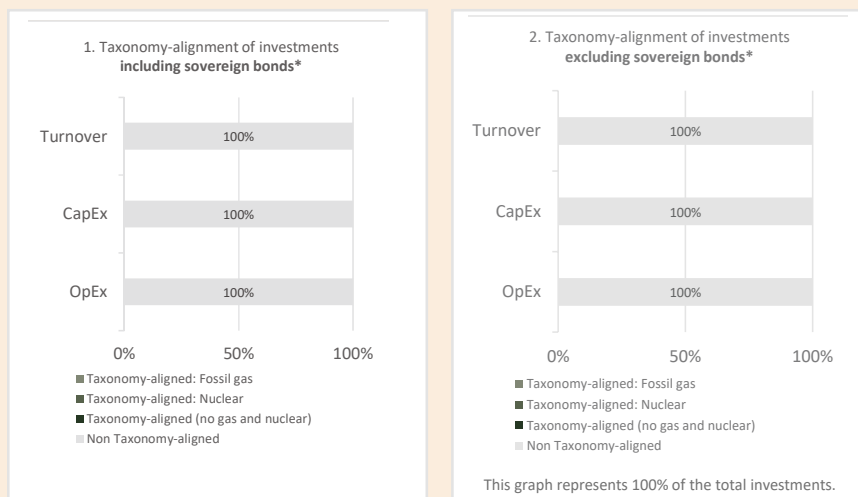 1. Taxonomy-alignment of investments
including sovereign bonds*
Turnover
100%
CapEx
100%
OpEx
100%
0%
50%
100%
Taxonomy-aligned: Fossil gas
Taxonomy-aligned: Nuclear
Taxonomy-aligned (no gas and nuclear)
Non Taxonomy-aligned
2. Taxonomy-alignment of investments
excluding sovereign bonds*
Turnover
100%
CapEx
100%
OpEx
100%
0%
50%
100%
Taxonomy-aligned: Fossil gas
Taxonomy-aligned: Nuclear
Taxonomy-aligned (no gas and nuclear)
Non Taxonomy-aligned
This graph represents 100% of the total investments.